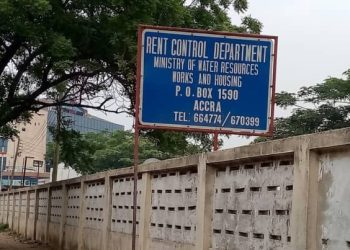 RENT CONTROL DEPARTMENT
MINISTRY OF WATER RESOURCES
WORKS AND HOUSING
P. O. BOX 1590
ACCRA
TEL: 664774 / 670399